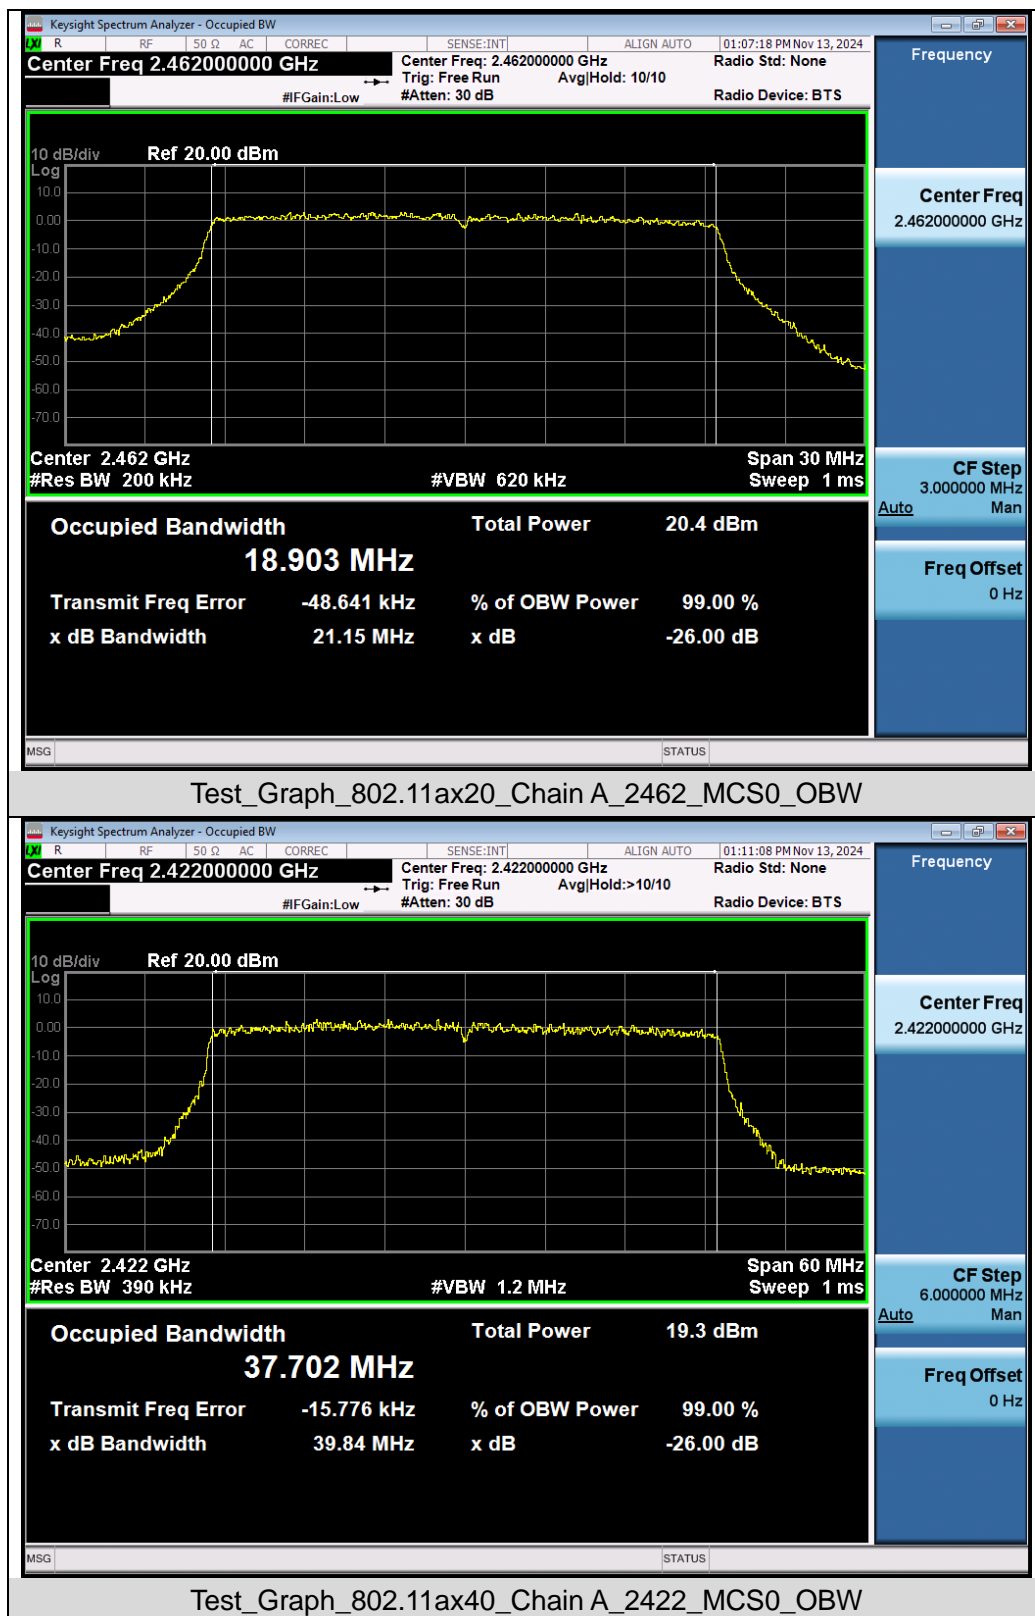 Keysight Spectrum Analyzer - Occupied BW
LXI R RF 50 Ω AC CORREC SENSE:INT ALIGN AUTO 01:07:18 PM Nov 13, 2024
Center Freq 2.462000000 GHz
Center Freq: 2.462000000 GHz
Radio Std: None
Trig: Free Run Avg|Hold: 10/10
#IFGain:Low #Atten: 30 dB Radio Device: BTS
10 dB/div Ref 20.00 dBm
Log
10.0
0.00
-10.0
-20.0
-30.0
-40.0
-50.0
-60.0
-70.0
Center 2.462 GHz Span 30 MHz
#Res BW 200 kHz #VBW 620 kHz Sweep 1 ms
Occupied Bandwidth Total Power 20.4 dBm
18.903 MHz
Transmit Freq Error -48.641 kHz % of OBW Power 99.00 %
x dB Bandwidth 21.15 MHz x dB -26.00 dB
MSG STATUS
Frequency
Center Freq
2.462000000 GHz
CF Step
3.000000 MHz
Auto Man
Freq Offset
0 Hz
Test_Graph_802.11ax20_Chain A_2462_MCS0_OBW
Keysight Spectrum Analyzer - Occupied BW
LXI R RF 50 Ω AC CORREC SENSE:INT ALIGN AUTO 01:11:08 PM Nov 13, 2024
Center Freq 2.422000000 GHz
Center Freq: 2.422000000 GHz
Radio Std: None
Trig: Free Run Avg|Hold:>10/10
#IFGain:Low #Atten: 30 dB Radio Device: BTS
10 dB/div Ref 20.00 dBm
Log
10.0
0.00
-10.0
-20.0
-30.0
-40.0
-50.0
-60.0
-70.0
Center 2.422 GHz Span 60 MHz
#Res BW 390 kHz #VBW 1.2 MHz Sweep 1 ms
Occupied Bandwidth Total Power 19.3 dBm
37.702 MHz
Transmit Freq Error -15.776 kHz % of OBW Power 99.00 %
x dB Bandwidth 39.84 MHz x dB -26.00 dB
MSG STATUS
Frequency
Center Freq
2.422000000 GHz
CF Step
6.000000 MHz
Auto Man
Freq Offset
0 Hz
Test_Graph_802.11ax40_Chain A_2422_MCS0_OBW